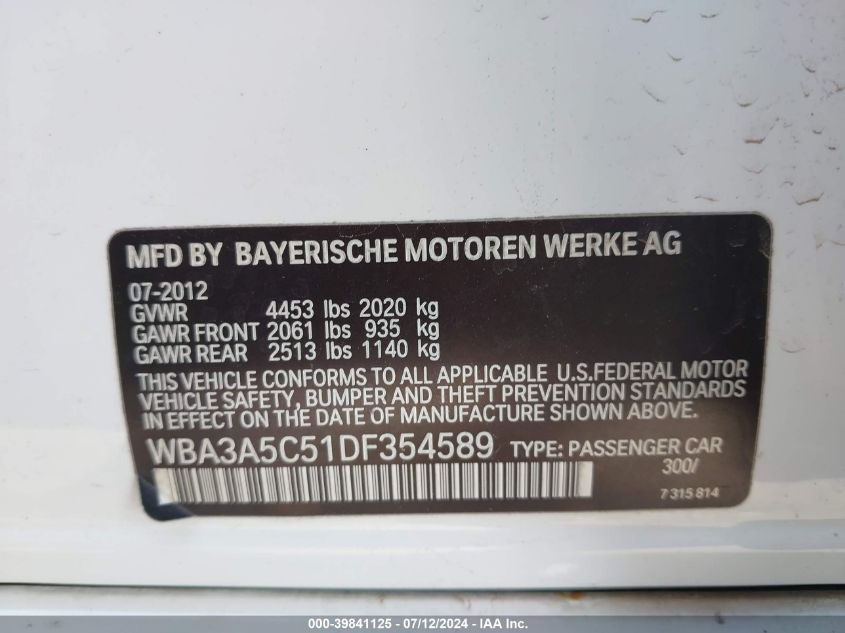 MFD BY BAYERISCHE MOTOREN WERKE AG
07-2012
GVWR 4453 lbs 2020 kg
GAWR FRONT 2061 lbs 935 kg
GAWR REAR 2513 lbs 1140 kg
THIS VEHICLE CONFORMS TO ALL APPLICABLE U.S.FEDERAL MOTOR
VEHICLE SAFETY, BUMPER AND THEFT PREVENTION STANDARDS
IN EFFECT ON THE DATE OF MANUFACTURE SHOWN ABOVE
WBA3A5C51DF354589 TYPE: PASSENGER CAR
300/
7 315 814
000-39841125 - 07/12/2024 - IAA Inc.